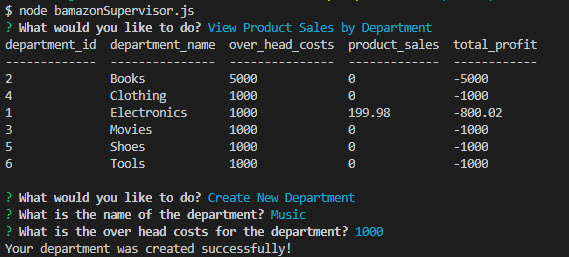 $ node bamazonSupervisor.js
? What would you like to do? View Product Sales by Department
department_id department_name over_head_costs product_sales total_profit
------------- --------------- --------------- ------------- ------------
2 Books 5000 0 -5000
4 Clothing 1000 0 -1000
1 Electronics 1000 199.98 -800.02
3 Movies 1000 0 -1000
5 Shoes 1000 0 -1000
6 Tools 1000 0 -1000
? What would you like to do? Create New Department
? What is the name of the department? Music
? What is the over head costs for the department? 1000
Your department was created successfully!